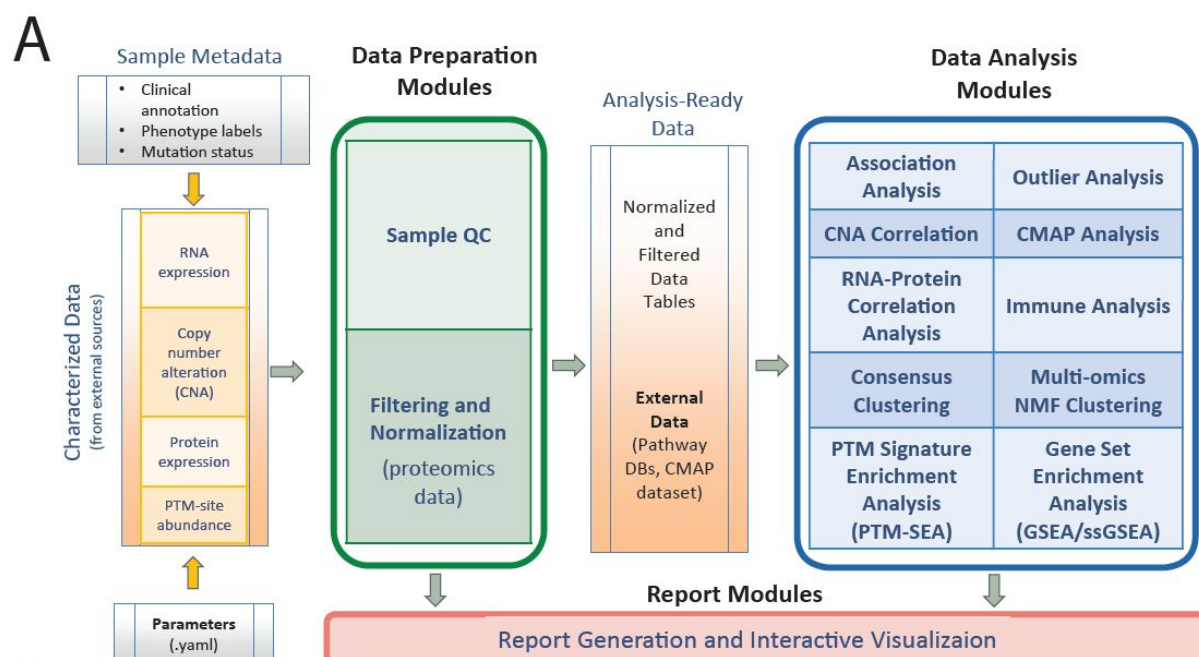 A
Sample Metadata
• Clinical
annotation
• Phenotype labels
• Mutation status
Characterized Data
(from external sources)
RNA
expression
Copy
number
alteration
(CNA)
Protein
expression
PTM-site
abundance
Parameters
(.yaml)
Data Preparation
Modules
Sample QC
Filtering and
Normalization
(proteomics
data)
Analysis-Ready
Data
Normalized
and
Filtered
Data
Tables
External
Data
(Pathway
DBs, CMAP
dataset)
Data Analysis
Modules
Association
Analysis
Outlier Analysis
CNA Correlation
CMAP Analysis
RNA-Protein
Correlation
Analysis
Immune Analysis
Consensus
Clustering
Multi-omics
NMF Clustering
PTM Signature
Enrichment
Analysis
(PTM-SEA)
Gene Set
Enrichment
Analysis
(GSEA/ssGSEA)
Report Modules
Report Generation and Interactive Visualizaion